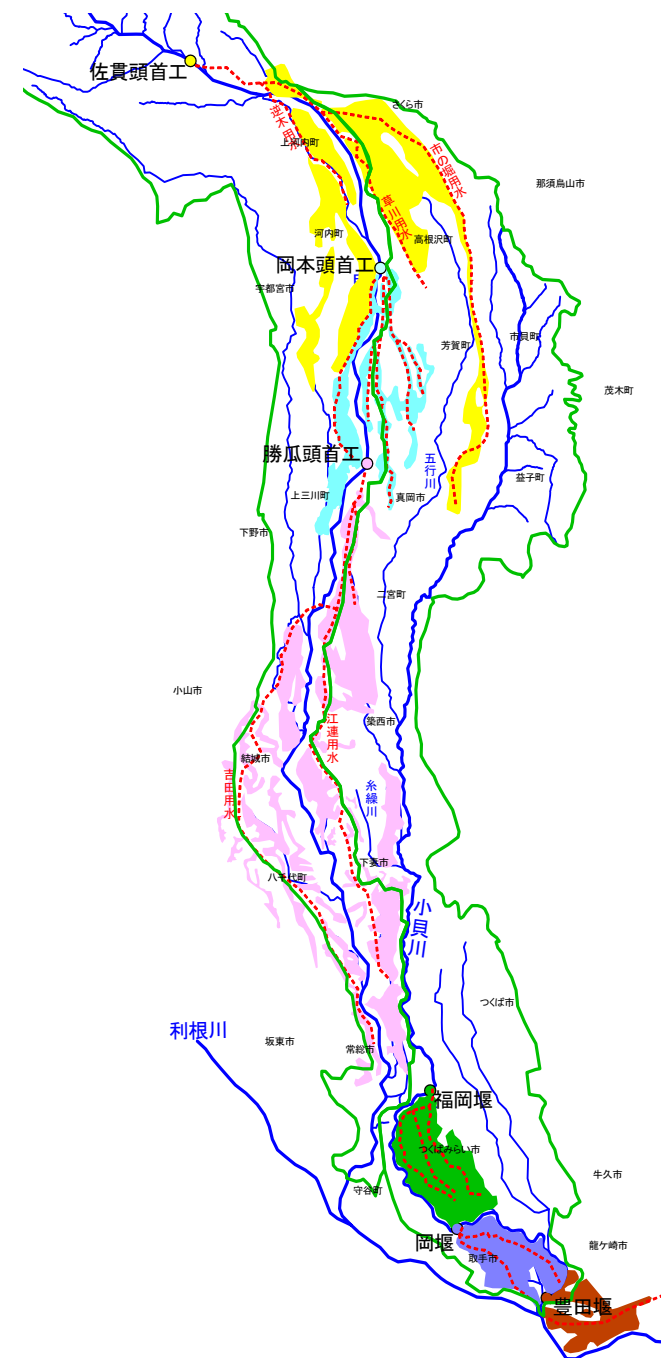 佐貫頭首工
さくら市
逆木用水
上河内町
市の堀用水
那須烏山市
草川用水
河内町
高根沢町
岡本頭首工
宇都宮市
市貝町
芳賀町
茂木町
勝瓜頭首工
五行川
益子町
上三川町
真岡市
下野市
二宮町
小山市
築西市
江連用水
結城市
吉田用水
糸繰川
下妻市
八千代町
小貝川
つくば市
利根川
坂東市
常総市
福岡堰
つくばみらい市
牛久市
守谷町
岡堰
龍ケ崎市
取手市
豊田堰